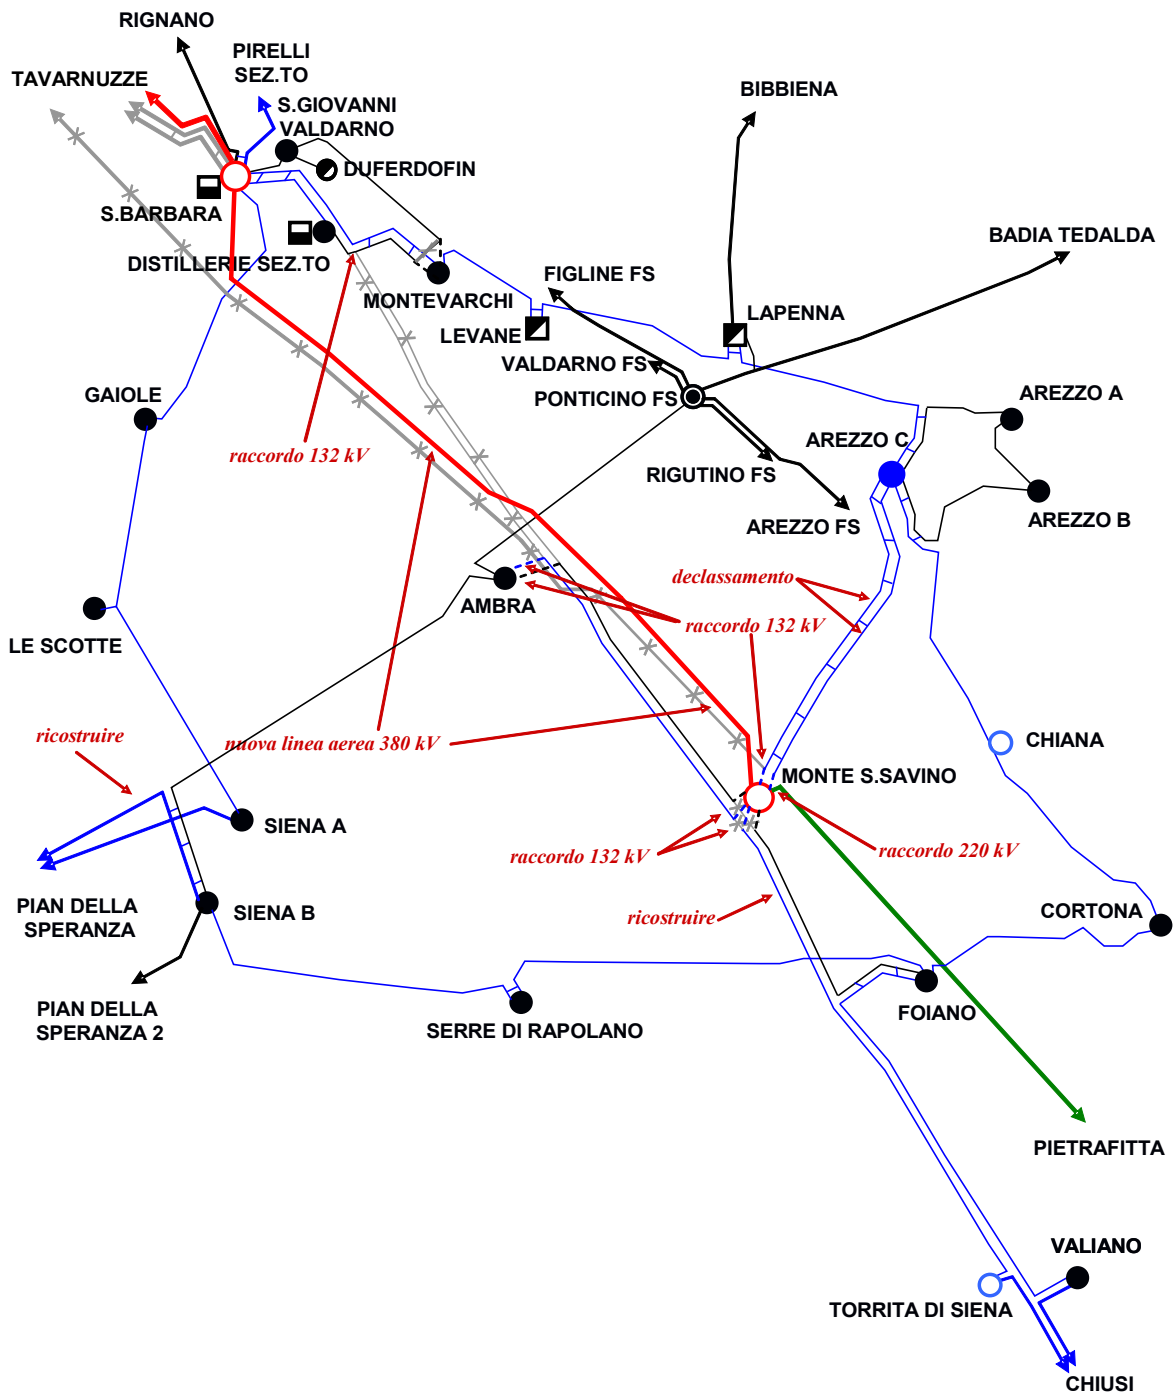 RIGNANO
PIRELLI
SEZ.TO
TAVARNUZZE
S.GIOVANNI
VALDARNO
BIBBIENA
DUFERDOFIN
S.BARBARA
BADIA TEDALDA
DISTILLERIE SEZ.TO
FIGLINE FS
MONTEVARCHI
LAPENNA
LEVANE
VALDARNO FS
GAIOLE
PONTICINO FS
AREZZO A
AREZZO C
raccordo 132 kV
RIGUTINO FS
AREZZO FS
AREZZO B
declassamento
AMBRA
raccordo 132 kV
LE SCOTTE
ricostruire
nuova linea aerea 380 kV
CHIANA
MONTE S.SAVINO
SIENA A
raccordo 132 kV
raccordo 220 kV
PIAN DELLA
SPERANZA
SIENA B
ricostruire
CORTONA
PIAN DELLA
SPERANZA 2
SERRE DI RAPOLANO
FOIANO
PIETRAFITTA
VALIANO
TORRITA DI SIENA
CHIUSI